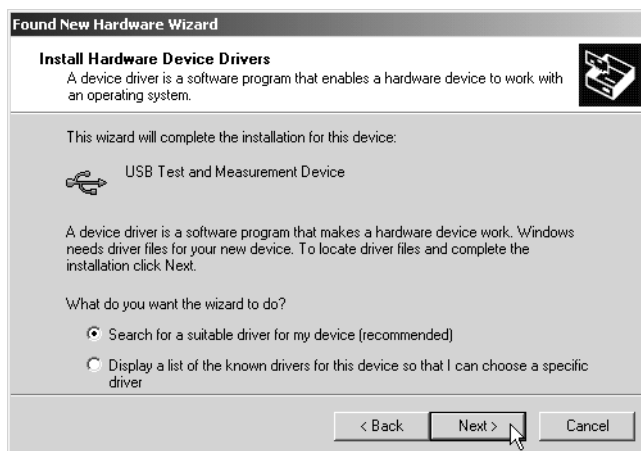 Found New Hardware Wizard
Install Hardware Device Drivers
A device driver is a software program that enables a hardware device to work with
an operating system.
This wizard will complete the installation for this device:
USB Test and Measurement Device
A device driver is a software program that makes a hardware device work. Windows
needs driver files for your new device. To locate driver files and complete the
installation click Next.
What do you want the wizard to do?
Search for a suitable driver for my device (recommended)
Display a list of the known drivers for this device so that I can choose a specific
driver
< Back Next > Cancel